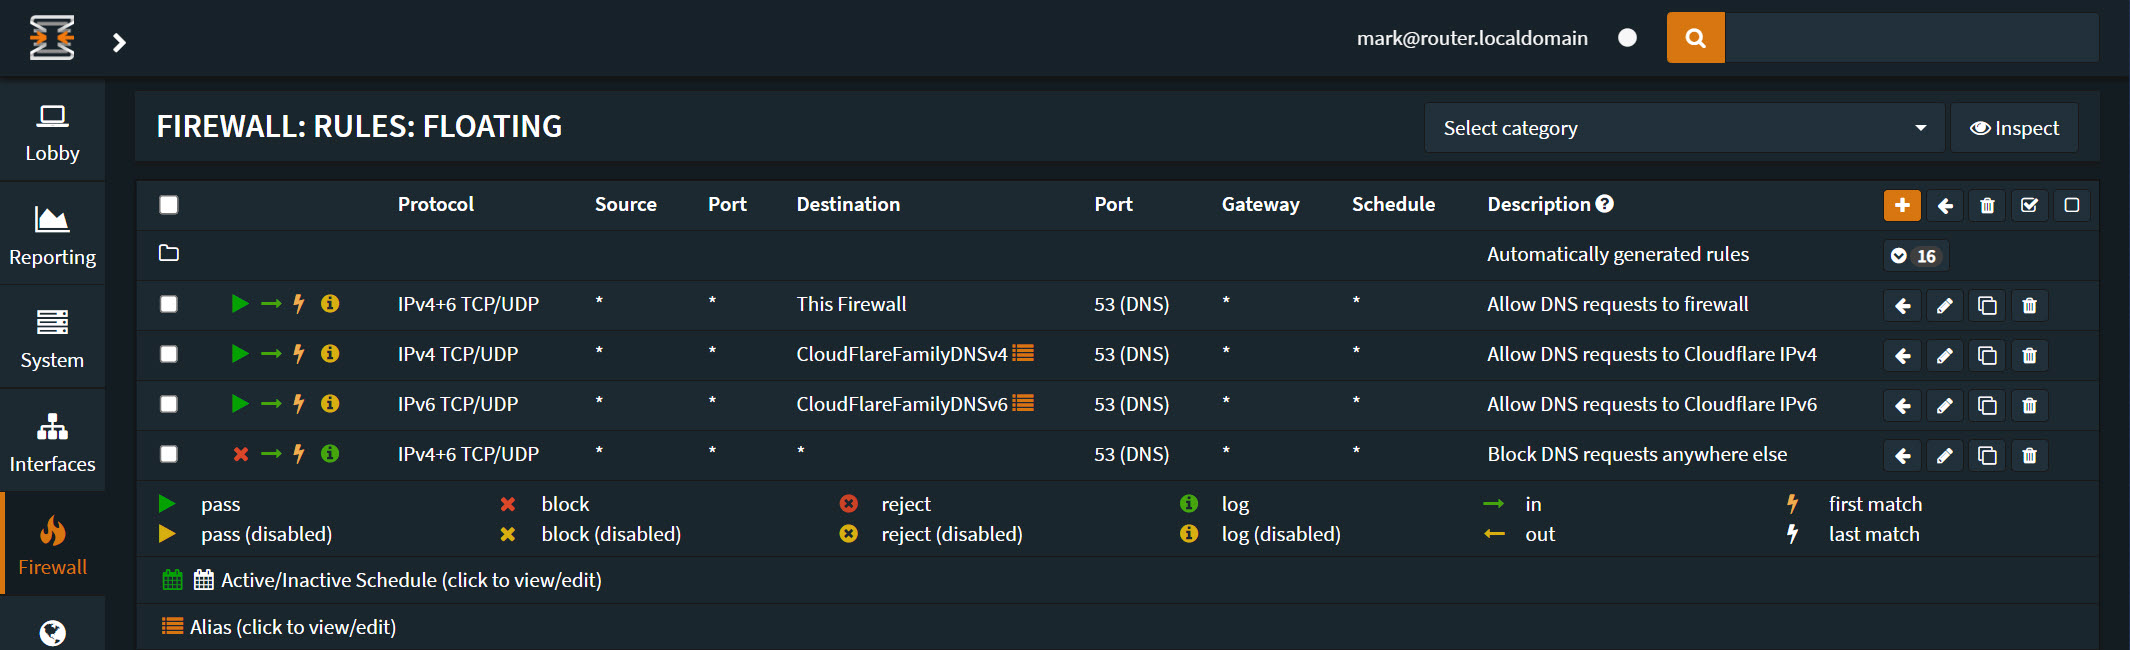 mark@router.localdomain
Lobby
Reporting
System
Interfaces
Firewall
FIREWALL: RULES: FLOATING
Select category
Inspect
Protocol Source Port Destination Port Gateway Schedule Description
Automatically generated rules 16
IPv4+6 TCP/UDP * * This Firewall 53 (DNS) * * Allow DNS requests to firewall
IPv4 TCP/UDP * * CloudFlareFamilyDNSv4 53 (DNS) * * Allow DNS requests to Cloudflare IPv4
IPv6 TCP/UDP * * CloudFlareFamilyDNSv6 53 (DNS) * * Allow DNS requests to Cloudflare IPv6
IPv4+6 TCP/UDP * * * 53 (DNS) * * Block DNS requests anywhere else
pass block reject log in first match
pass (disabled) block (disabled) reject (disabled) log (disabled) out last match
Active/Inactive Schedule (click to view/edit)
Alias (click to view/edit)